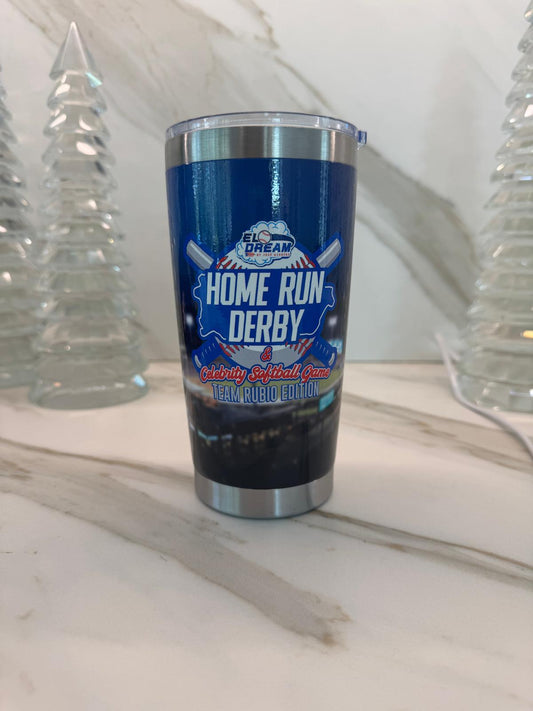 EL
DREAM
HOME RUN
DERBY
&
Celebrity Softball Game
TEAM RUBIO EDITION